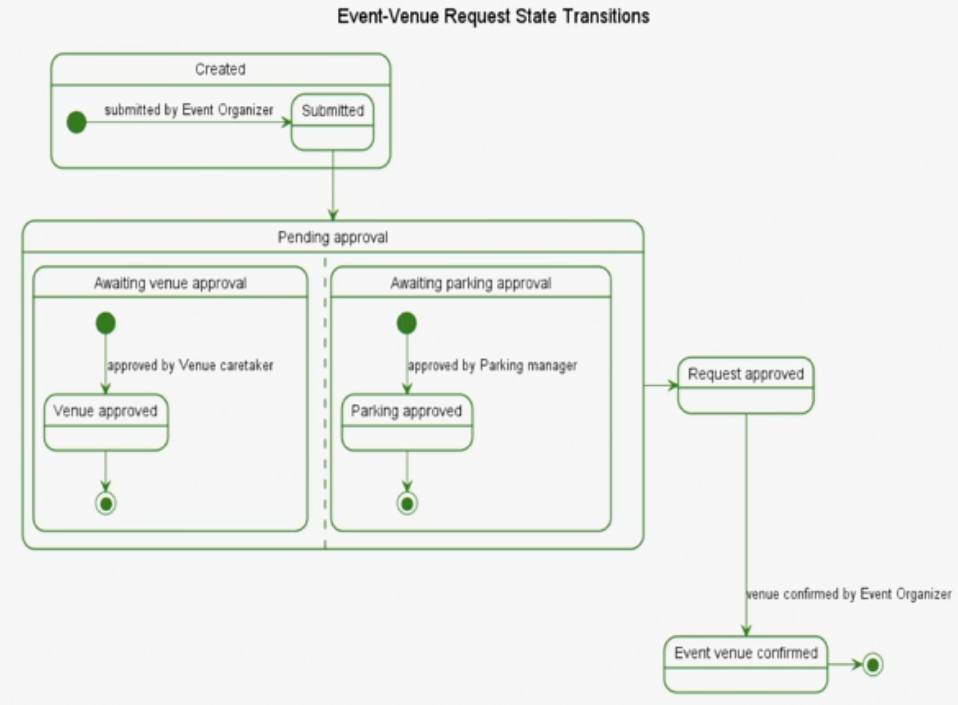 Event-Venue Request State Transitions
Created
submitted by Event Organizer
Submitted
Pending approval
Awaiting venue approval
Awaiting parking approval
approved by Venue caretaker
approved by Parking manager
Venue approved
Parking approved
Request approved
venue confirmed by Event Organizer
Event venue confirmed